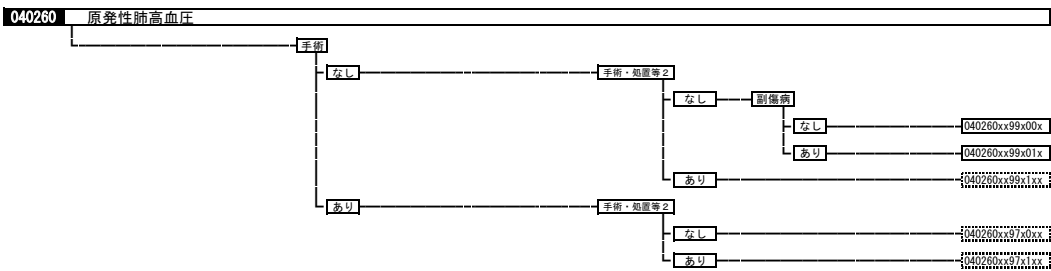 040260 原発性肺高血圧
手術
なし 手術・処置等2
なし 副傷病
なし 040260xx99x00x
あり 040260xx99x01x
あり 040260xx99x1xx
あり 手術・処置等2
なし 040260xx97x0xx
あり 040260xx97x1xx